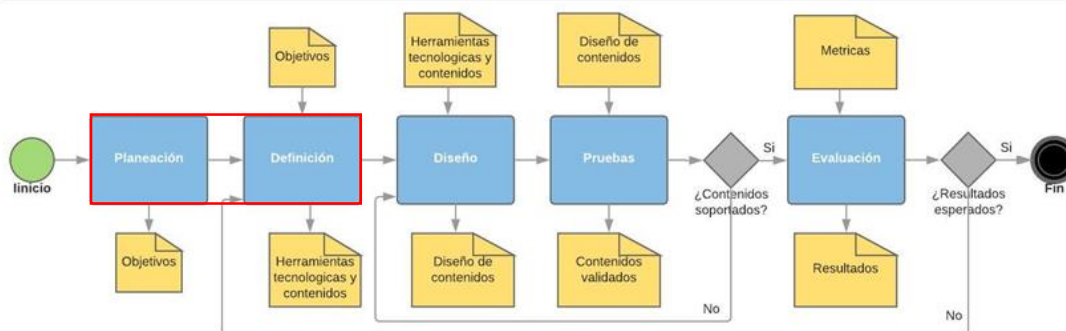 Objetivos
Herramientas
tecnologicas y
contenidos
Diseño de
contenidos
Metricas
Iinicio
Planeación
Definición
Diseño
Pruebas
¿Contenidos
soportados?
Si
Evaluación
¿Resultados
esperados?
Si
Fin
Objetivos
Herramientas
tecnologicas y
contenidos
Diseño de
contenidos
Contenidos
validados
Resultados
No
No